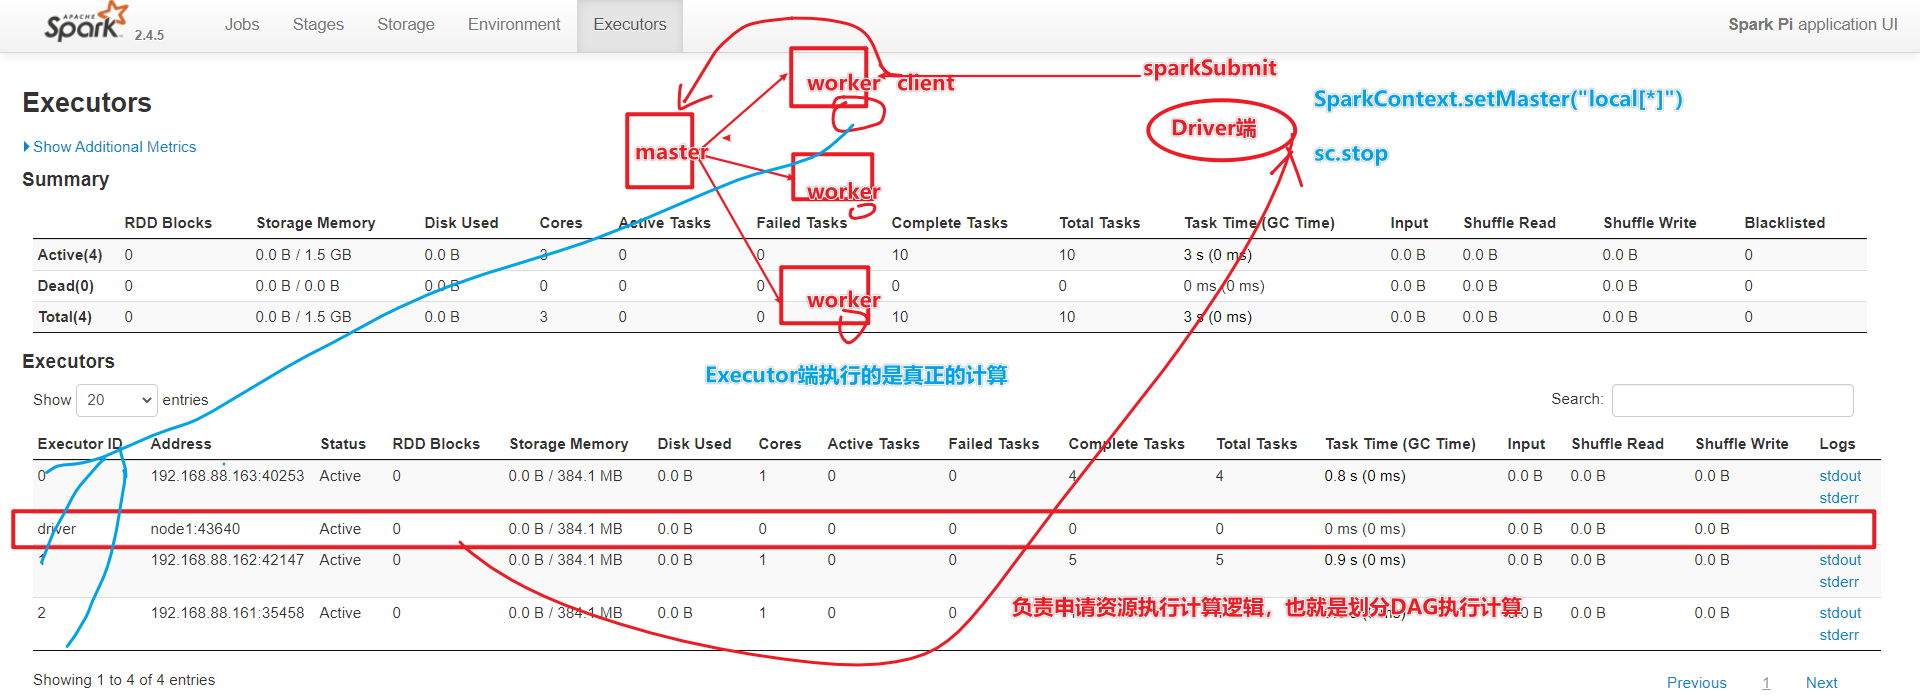 APACHE Spark 2.4.5 Jobs Stages Storage Environment Executors Spark Pi application UI
sparkSubmit
worker client
SparkContext.setMaster("local[*]")
Executors
Driver端
Show Additional Metrics
master
sc.stop
Summary
worker
RDD Blocks Storage Memory Disk Used Cores Active Tasks Failed Tasks Complete Tasks Total Tasks Task Time (GC Time) Input Shuffle Read Shuffle Write Blacklisted
Active(4) 0 0.0 B / 1.5 GB 0.0 B 3 0 0 10 10 3 s (0 ms) 0.0 B 0.0 B 0.0 B 0
Dead(0) 0 0.0 B / 0.0 B 0.0 B 0 0 0 0 0 ms (0 ms) 0.0 B 0.0 B 0.0 B 0
worker
Total(4) 0 0.0 B / 1.5 GB 0.0 B 3 0 0 10 10 3 s (0 ms) 0.0 B 0.0 B 0.0 B 0
Executors
Executor端执行的是真正的计算
Show 20 entries Search:
Executor ID Address Status RDD Blocks Storage Memory Disk Used Cores Active Tasks Failed Tasks Complete Tasks Total Tasks Task Time (GC Time) Input Shuffle Read Shuffle Write Logs
0 192.168.88.163:40253 Active 0 0.0 B / 384.1 MB 0.0 B 1 0 0 4 4 0.8 s (0 ms) 0.0 B 0.0 B 0.0 B stdout
stderr
driver node1:43640 Active 0 0.0 B / 384.1 MB 0.0 B 0 0 0 0 0 0 ms (0 ms) 0.0 B 0.0 B 0.0 B
1 192.168.88.162:42147 Active 0 0.0 B / 384.1 MB 0.0 B 1 0 0 5 5 0.9 s (0 ms) 0.0 B 0.0 B 0.0 B stdout
stderr
2 192.168.88.161:35458 Active 0 0.0 B / 384.1 MB 0.0 B 1 0 0 0.0 B 0.0 B 0.0 B stdout
负责申请资源执行计算逻辑，也就是划分DAG执行计算
stderr
Showing 1 to 4 of 4 entries Previous 1 Next